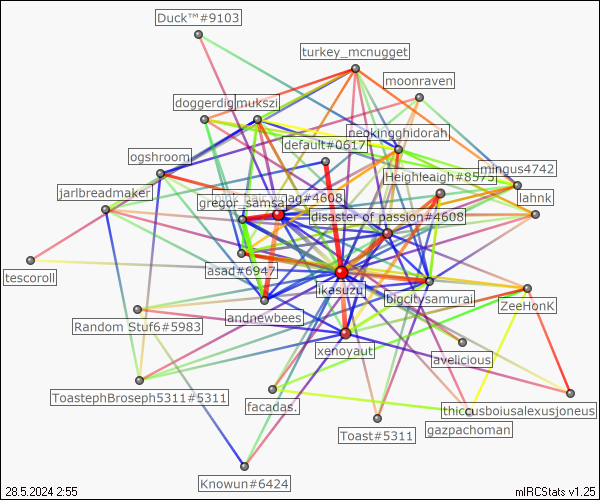 Duck™#9103
turkey_mcnugget
moonraven
doggerdig
mukszi
neokingghidorah
default#0617
ogshroom
mingus4742
Heighleaigh#8575
jarlbreadmaker
lag#4608
lahnk
gregor_samsa
disaster of passion#4608
asad#6947
tescoroll
ikasuzu
bigcitysamurai
ZeeHonK
andnewbees
Random Stuf6#5983
xenoyaut
avelicious
ToastephBroseph5311#5311
facadas.
thiccusboiusalexusjoneus
Toast#5311
gazpachoman
Knowun#6424
28.5.2024 2:55
mIRCStats v1.25